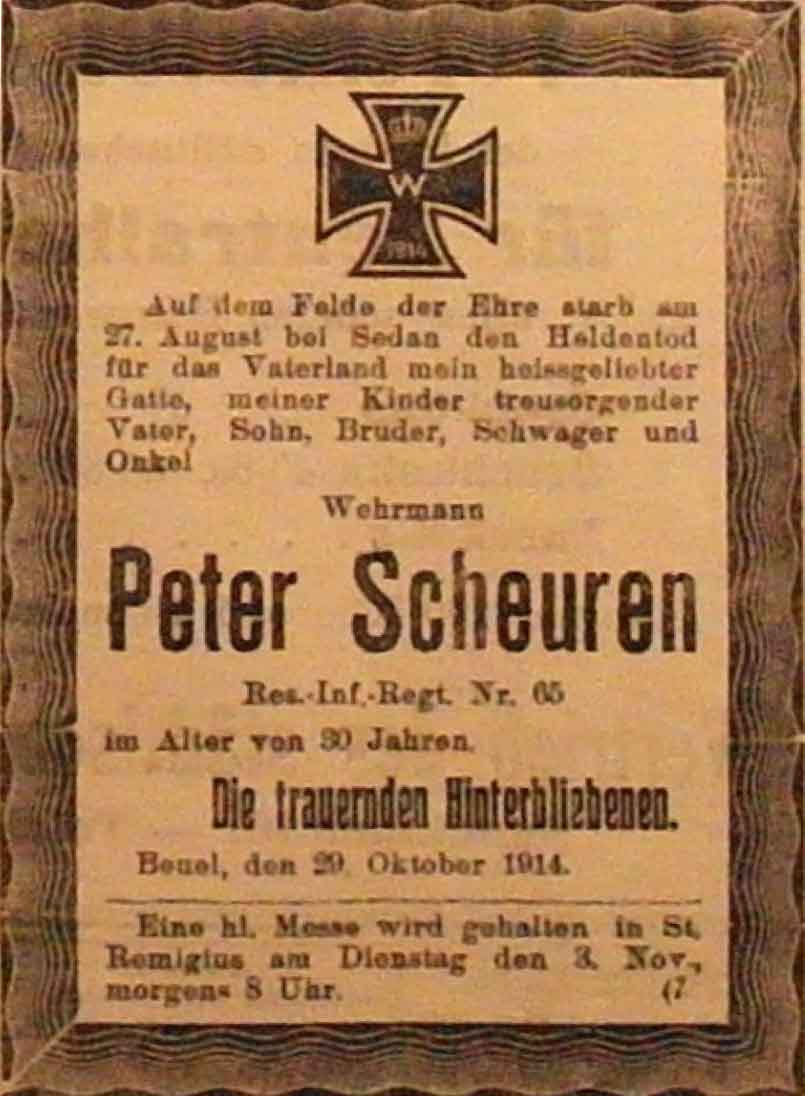 W
1914
Auf dem Felde der Ehre starb am
27. August bei Sedan den Heldentod
für das Vaterland mein heissgeliebter
Gatte, meiner Kinder treusorgender
Vater, Sohn, Bruder, Schwager und
Onkel
Wehrmann
Peter Scheuren
Res.-Inf.-Regt. Nr. 65
im Alter von 30 Jahren.
Die trauernden Hinterbliebenen.
Beuel, den 29. Oktober 1914.
Eine hl. Messe wird gehalten in St.
Remigius am Dienstag den 3. Nov.,
morgens 8 Uhr. (7